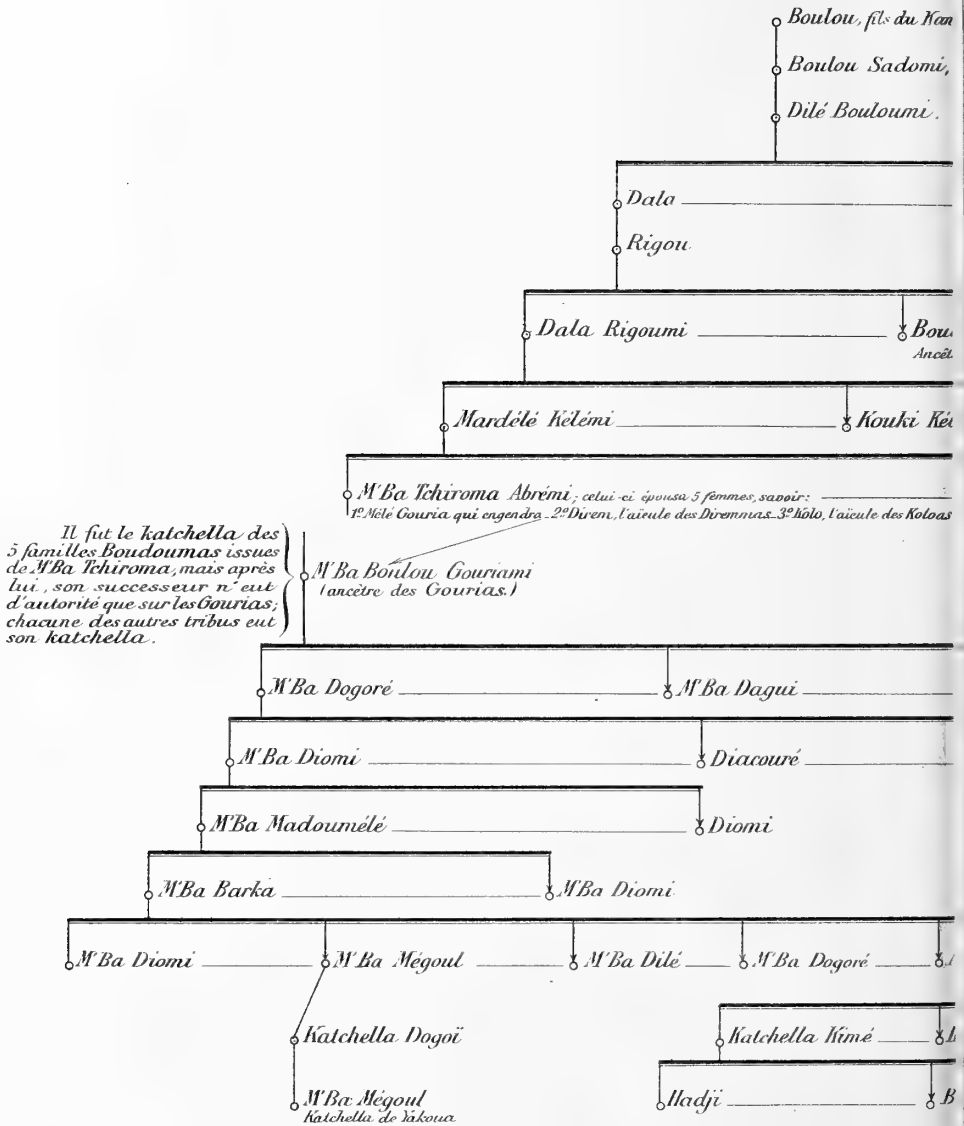 Boulou, fils du Kan
Boulou Sadomi,
Dilé Bouloumi.
Dala
Rigou
Dala Rigoumi Bou
Ancêt
Mardélé Kélémi Kouki Ké
M'Ba Tchiroma Abrémi; celui-ci épousa 5 femmes, savoir:
1º Mélé Gouria qui engendra 2º Direm, l'aïeule des Diremmas 3º Kolo, l'aïeule des Koloas
Il fut le katchella des
5 familles Boudoumas issues
de M'Ba Tchiroma, mais après
lui, son successeur n'eut
d'autorité que sur les Gourias;
chacune des autres tribus eut
son katchella.
M'Ba Boulou Gouriami
(ancêtre des Gourias.)
M'Ba Dogoré M'Ba Dagui
M'Ba Diomi Diacouré
M'Ba Madoumélé Diomi
M'Ba Barka M'Ba Diomi
M'Ba Diomi M'Ba Mégoul M'Ba Dilé M'Ba Dogoré
Katchella Dogoï Katchella Kimé
M'Ba Mégoul Hadji B
Katchella de Yakoua